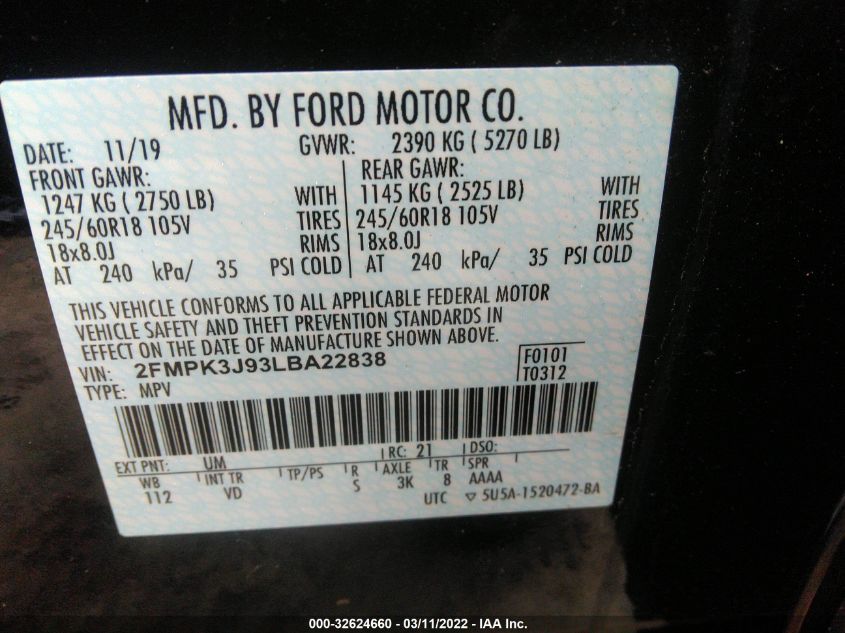 MFD. BY FORD MOTOR CO.
DATE: 11/19 GVWR: 2390 KG ( 5270 LB)
FRONT GAWR: REAR GAWR:
1247 KG ( 2750 LB) WITH 1145 KG ( 2525 LB) WITH
245/60R18 105V TIRES 245/60R18 105V TIRES
18x8.0J RIMS 18x8.0J RIMS
AT 240 kPa/ 35 PSI COLD AT 240 kPa/ 35 PSI COLD
THIS VEHICLE CONFORMS TO ALL APPLICABLE FEDERAL MOTOR
VEHICLE SAFETY AND THEFT PREVENTION STANDARDS IN
EFFECT ON THE DATE OF MANUFACTURE SHOWN ABOVE.
VIN: 2FMPK3J93LBA22838 F0101
TYPE: MPV T0312
EXT PNT: UM RC: 21 DSO:
WB INT TR TP/PS R AXLE TR SPR
112 VD S 3K 8 AAAA
UTC ▽ 5U5A-1520472-BA
000-32624660 - 03/11/2022 - IAA Inc.